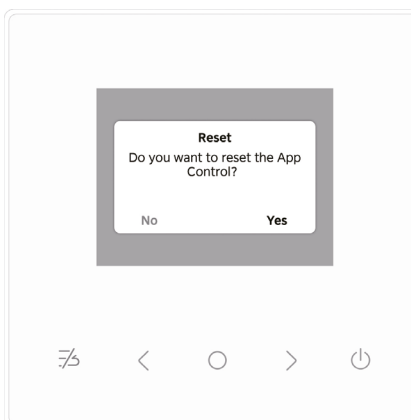 Reset
Do you want to reset the App
Control?
No
Yes